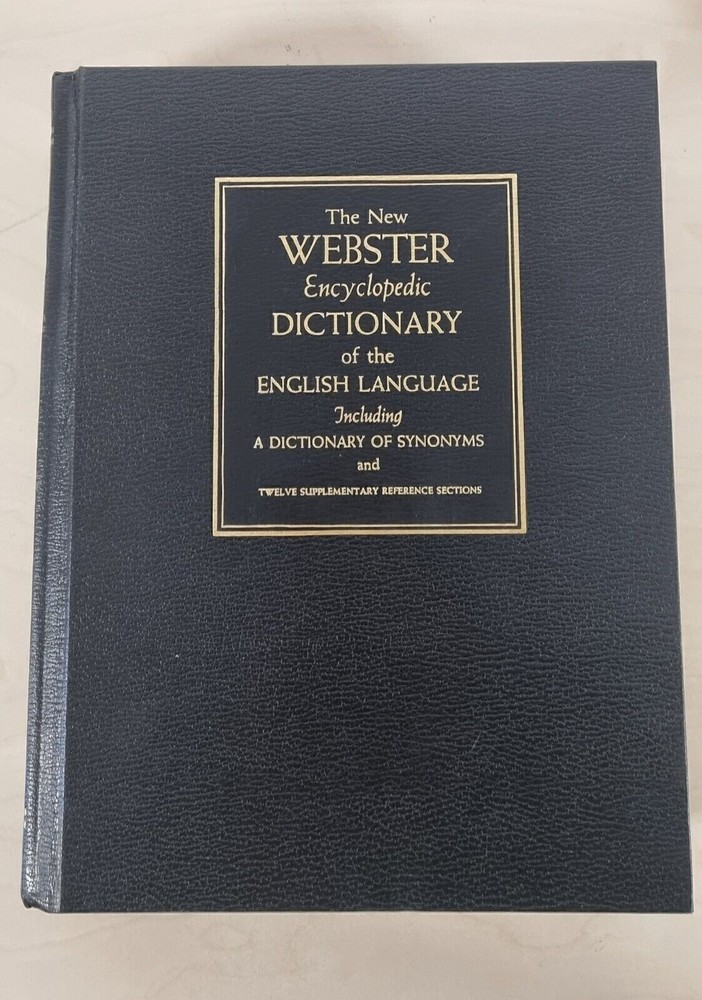 The New
WEBSTER
Encyclopedic
DICTIONARY
of the
ENGLISH LANGUAGE
Including
A DICTIONARY OF SYNONYMS
and
TWELVE SUPPLEMENTARY REFERENCE SECTIONS